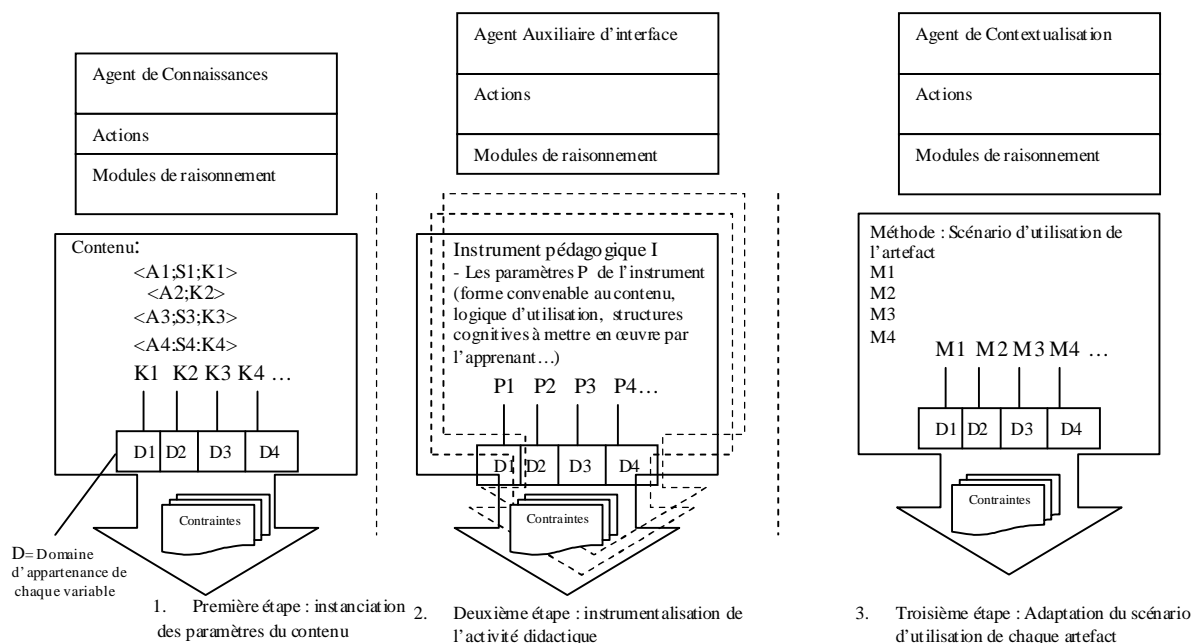 Agent de Connaissances
Actions
Modules de raisonnement
Contenu:
<A1;S1;K1>
<A2;K2>
<A3;S3;K3>
<A4;S4;K4>
K1 K2 K3 K4 …
D1 D2 D3 D4
Contraintes
D= Domaine
d'appartenance de
chaque variable
1. Première étape : instanciation
des paramètres du contenu
Agent Auxiliaire d'interface
Actions
Modules de raisonnement
Instrument pédagogique I
- Les paramètres P de l'instrument
(forme convenable au contenu,
logique d'utilisation, structures
cognitives à mettre en œuvre par
l'apprenant…)
P1 P2 P3 P4…
D1 D2 D3 D4
Contraintes
2. Deuxième étape : instrumentalisation de
l'activité didactique
Agent de Contextualisation
Actions
Modules de raisonnement
Méthode : Scénario d'utilisation de
l'artefact
M1
M2
M3
M4
M1 M2 M3 M4 …
D1 D2 D3 D4
Contraintes
3. Troisième étape : Adaptation du scénario
d'utilisation de chaque artefact